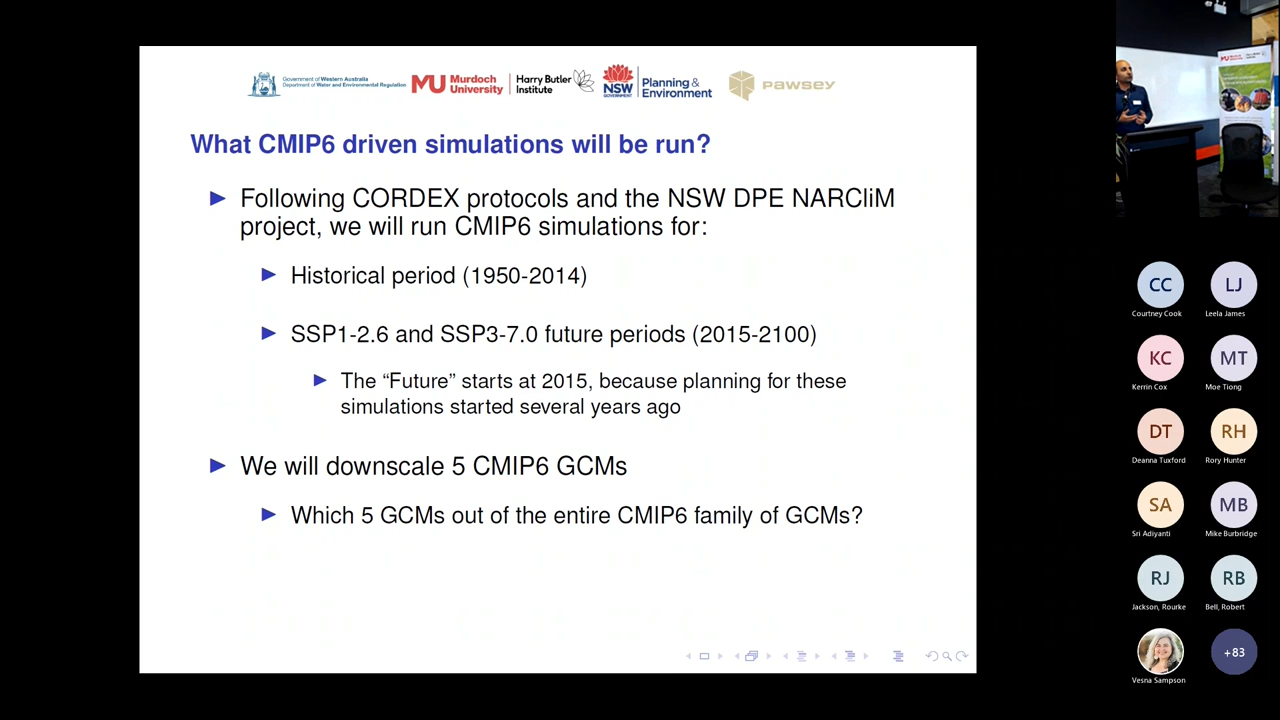 Government of Western Australia
Department of Water and Environmental Regulation
MU Murdoch University
Harry Butler Institute
NSW GOVERNMENT
Planning & Environment
PAWSEY
What CMIP6 driven simulations will be run?
Following CORDEX protocols and the NSW DPE NARCliM
project, we will run CMIP6 simulations for:
Historical period (1950-2014)
SSP1-2.6 and SSP3-7.0 future periods (2015-2100)
The “Future” starts at 2015, because planning for these
simulations started several years ago
We will downscale 5 CMIP6 GCMs
Which 5 GCMs out of the entire CMIP6 family of GCMs?
CC
LJ
Courtney Cook
Leela James
KC
MT
Kerrin Cox
Moe Tiong
DT
RH
Deanna Tuxford
Rory Hunter
SA
MB
Sri Adiyanti
Mike Burbridge
RJ
RB
Jackson, Rourke
Bell, Robert
+83
Vesna Sampson